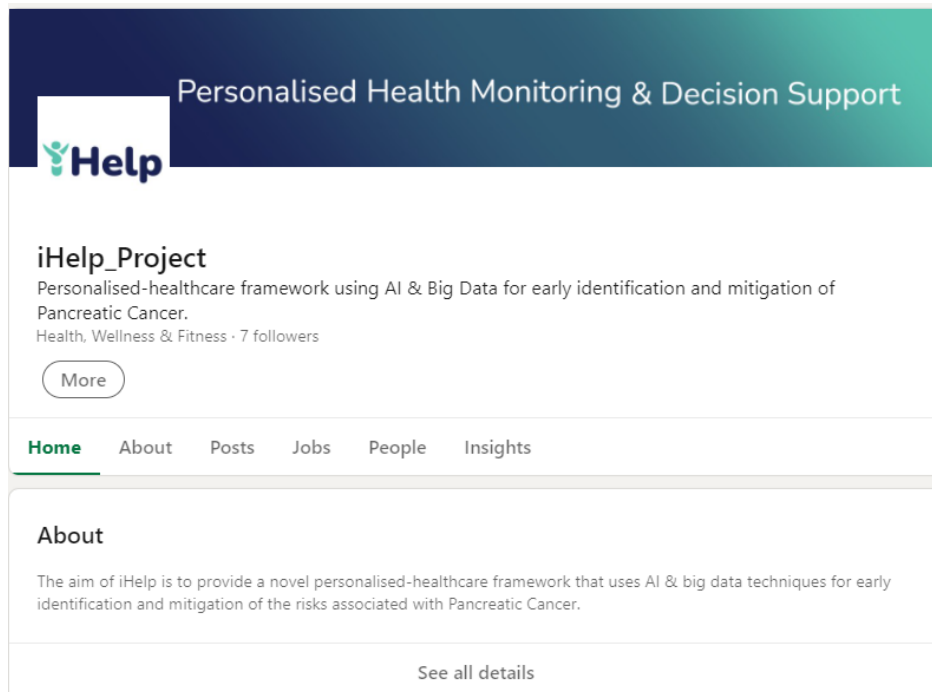 Personalised Health Monitoring & Decision Support
iHelp
iHelp_Project
Personalised-healthcare framework using AI & Big Data for early identification and mitigation of
Pancreatic Cancer.
Health, Wellness & Fitness · 7 followers
More
Home About Posts Jobs People Insights
About
The aim of iHelp is to provide a novel personalised-healthcare framework that uses AI & big data techniques for early
identification and mitigation of the risks associated with Pancreatic Cancer.
See all details